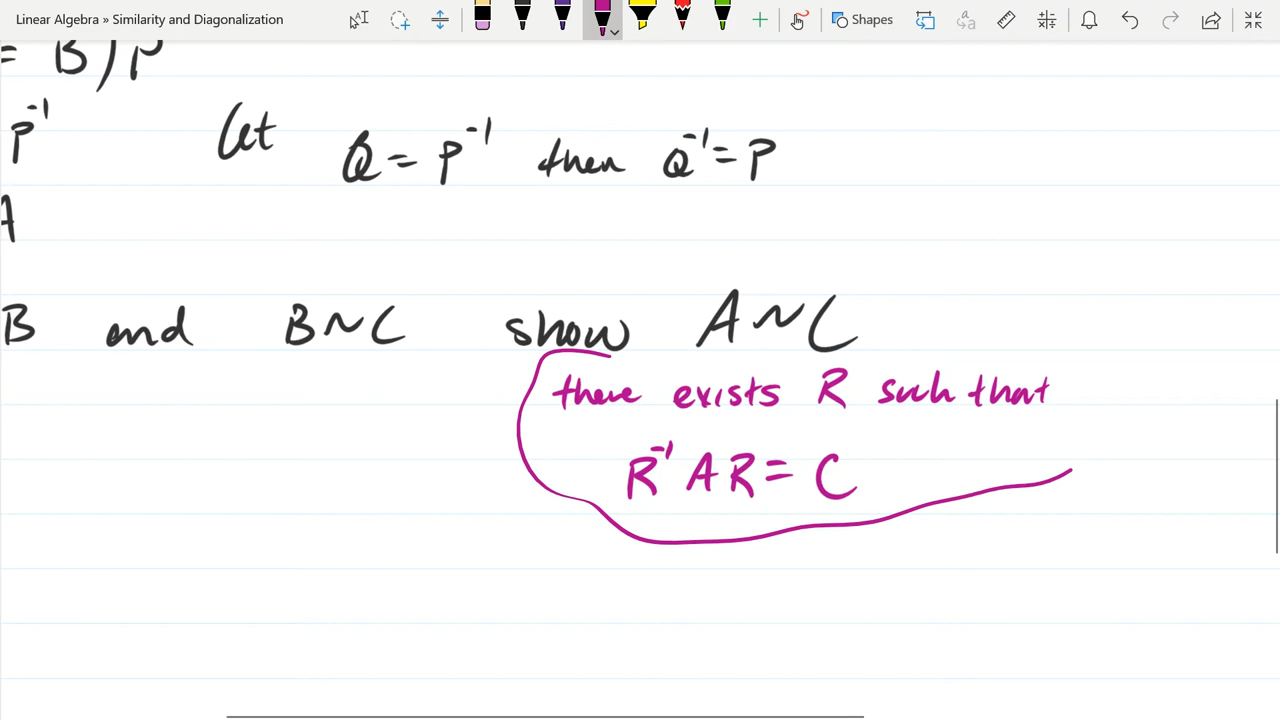 Linear Algebra » Similarity and Diagonalization
Shapes
= B)P
P⁻¹ Let Q = P⁻¹ then Q⁻¹ = P
A
B and B~C show A~C
there exists R such that
R⁻¹AR = C